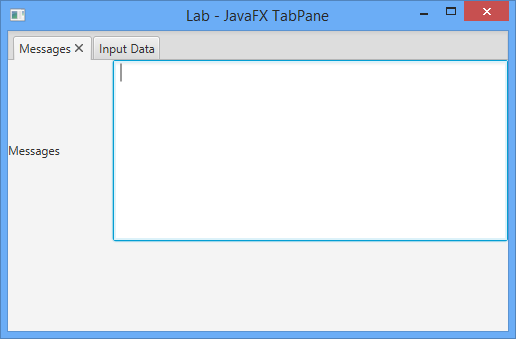 Lab - JavaFX TabPane
Messages Input Data
Messages